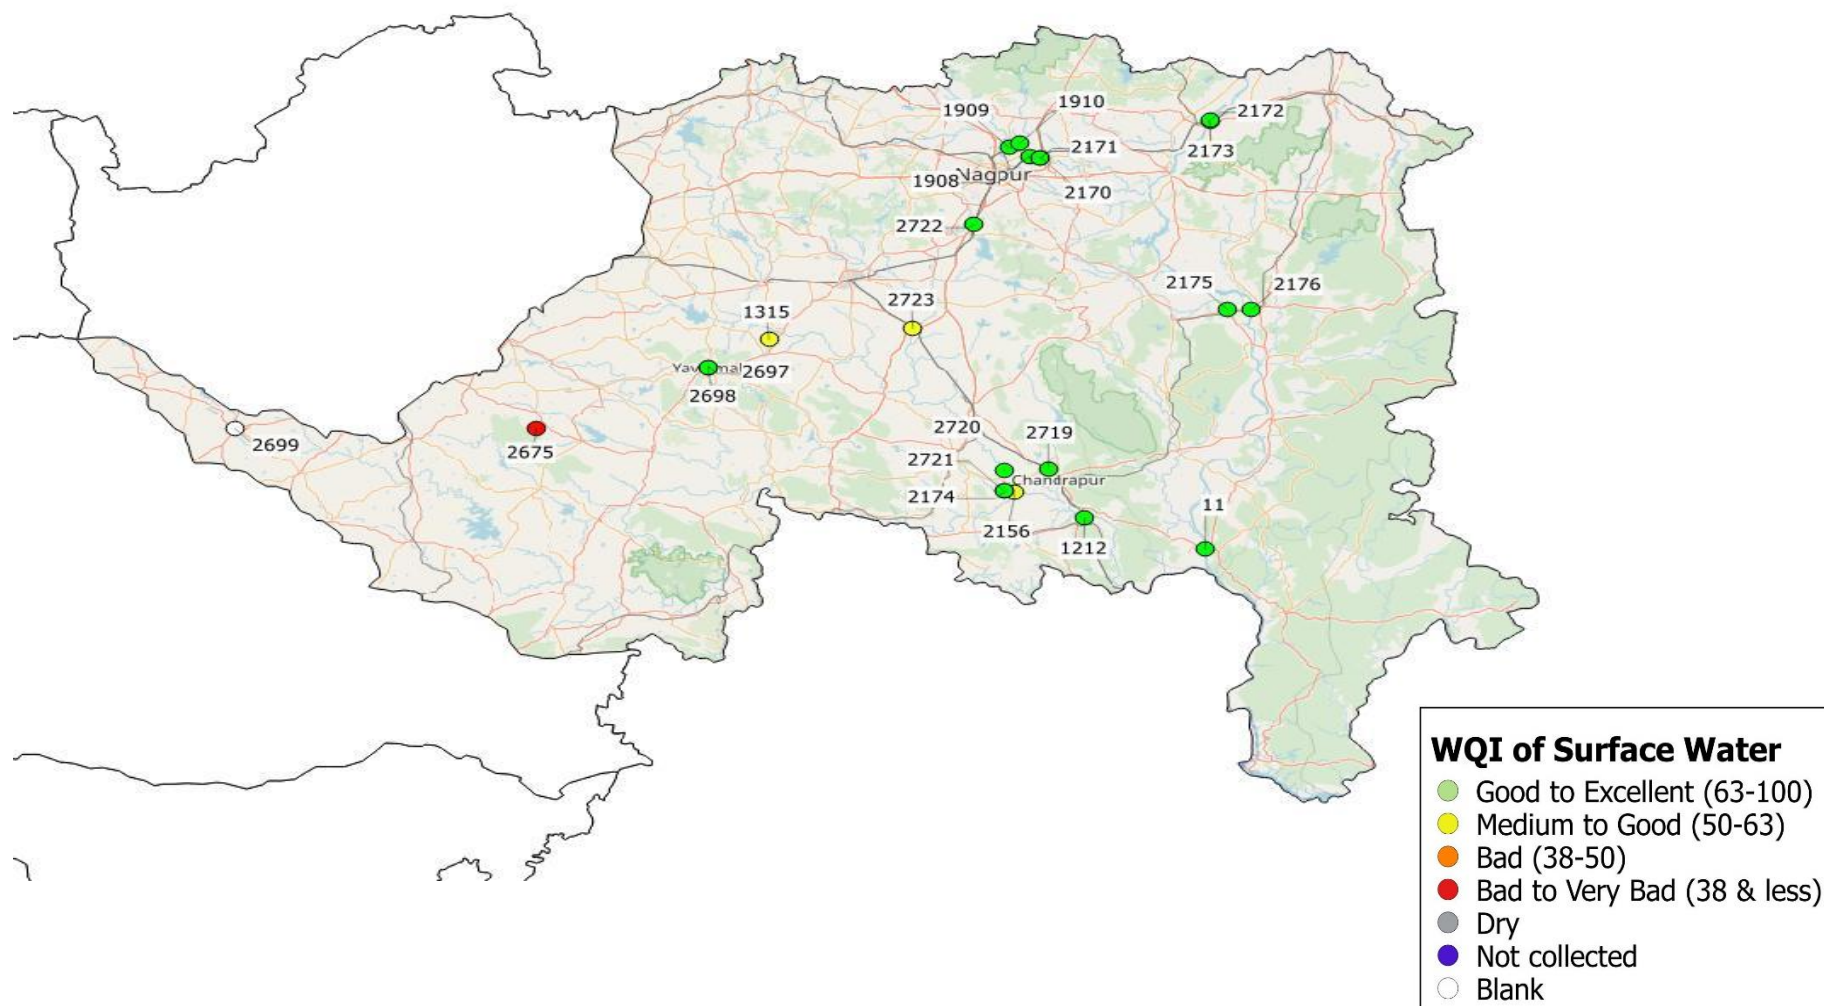 1909
1910
2172
2171
2173
1908
Nagpur
2170
2722
2175
2176
2723
1315
Yavatmal
2697
2698
2699
2675
2720
2719
2721
Chandrapur
2174
11
2156
1212
WQI of Surface Water
Good to Excellent (63-100)
Medium to Good (50-63)
Bad (38-50)
Bad to Very Bad (38 & less)
Dry
Not collected
Blank